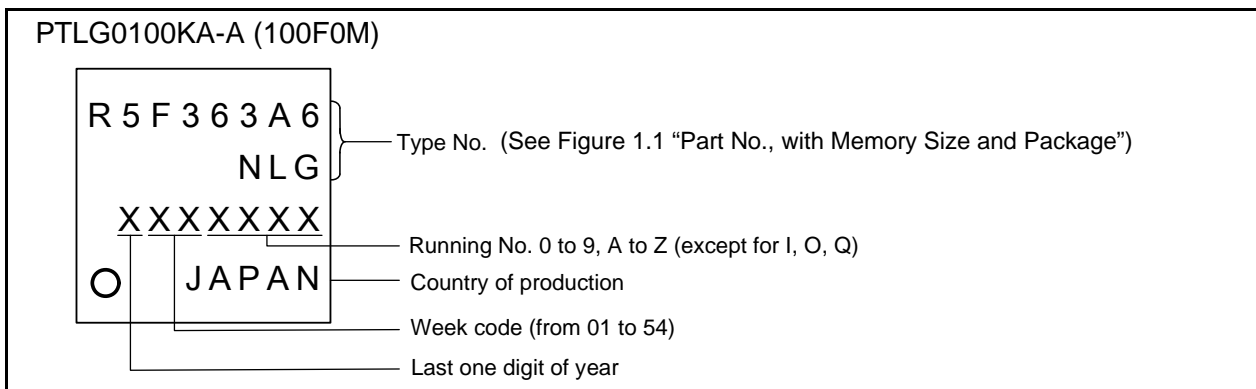 PTLG0100KA-A (100F0M)
R5F363A6
NLG
Type No. (See Figure 1.1 “Part No., with Memory Size and Package”)
XXXXXXX
Running No. 0 to 9, A to Z (except for I, O, Q)
JAPAN
Country of production
Week code (from 01 to 54)
Last one digit of year